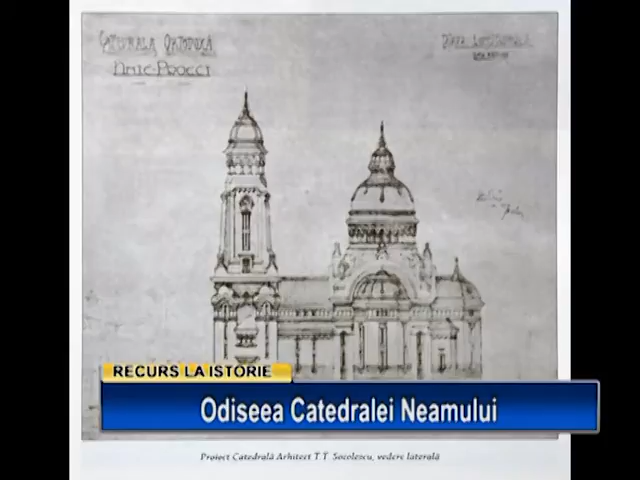 CATEDRALA ORTODOXĂ
RECURS LA ISTORIE
Odiseea Catedralei Neamului
Proiect Catedrală Arhitect T.T. Socolescu, vedere laterală